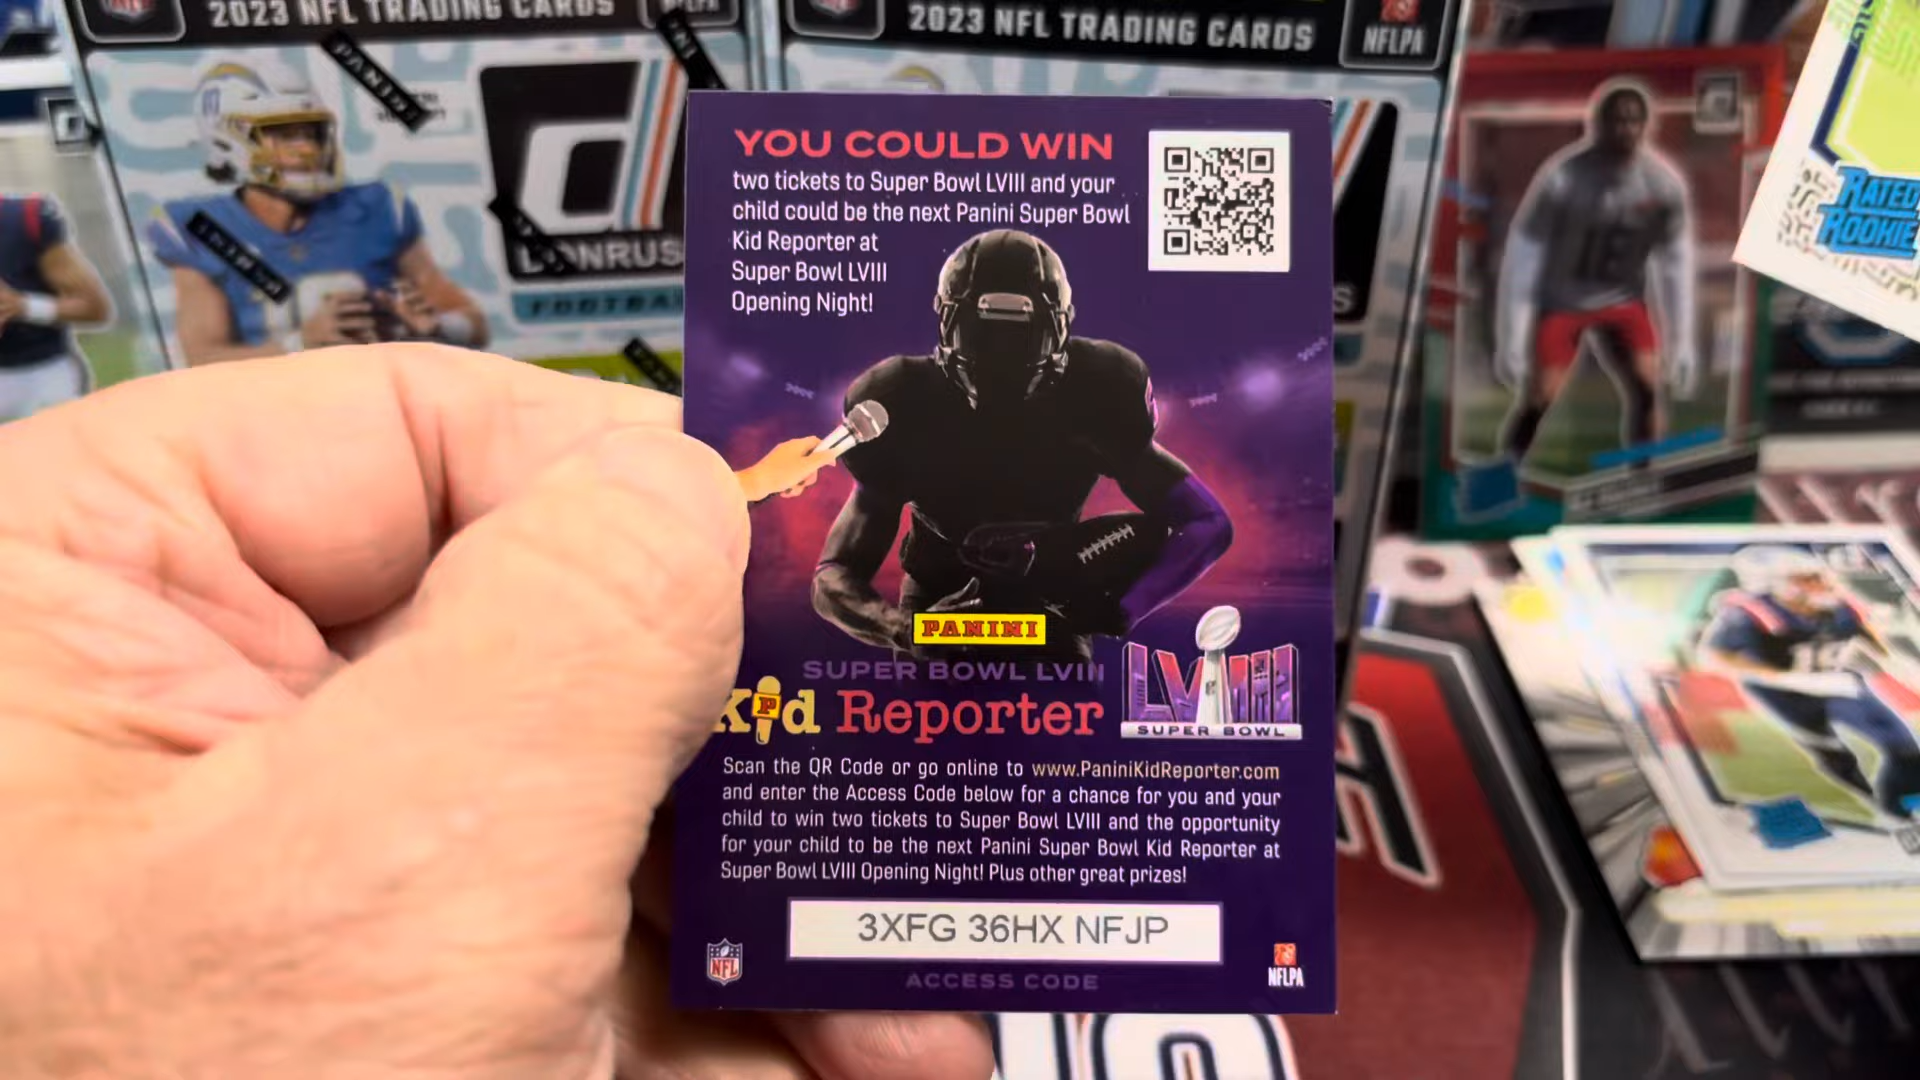 2023 NFL TRADING CARDS
2023 NFL TRADING CARDS
NFLPA
PANINI
DONRUSS
FOOTBALL
YOU COULD WIN
two tickets to Super Bowl LVIII and your
child could be the next Panini Super Bowl
Kid Reporter at
Super Bowl LVIII
Opening Night!
RATED
ROOKIE
PANINI
SUPER BOWL LVIII
Kid Reporter
LVIII
SUPER BOWL
Scan the QR Code or go online to www.PaniniKidReporter.com
and enter the Access Code below for a chance for you and your
child to win two tickets to Super Bowl LVIII and the opportunity
for your child to be the next Panini Super Bowl Kid Reporter at
Super Bowl LVIII Opening Night! Plus other great prizes!
3XFG 36HX NFJP
ACCESS CODE
NFL
NFLPA